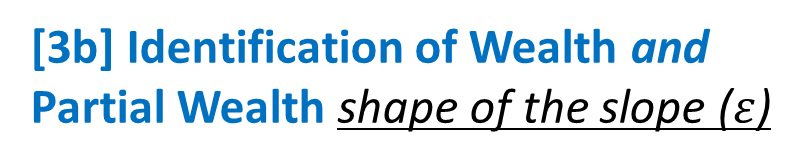 [3b] Identification of Wealth and
Partial Wealth shape of the slope (ε)